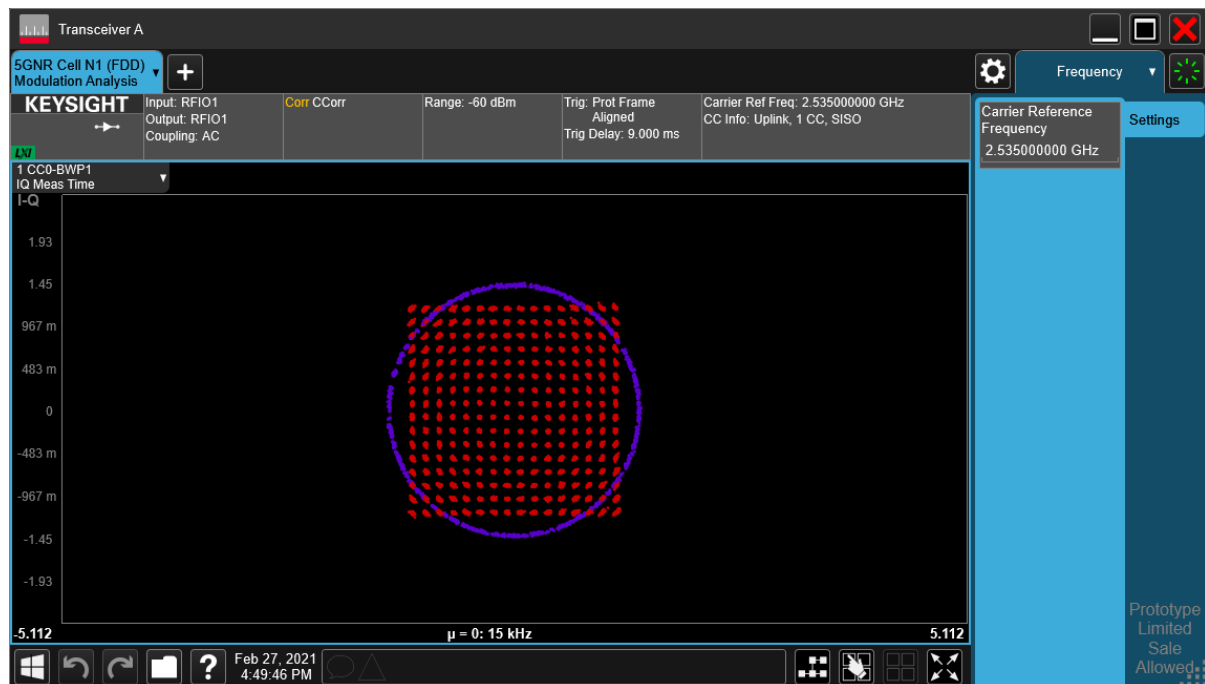 Transceiver A
5GNR Cell N1 (FDD)
Modulation Analysis
Frequency
KEYSIGHT
LXI
Input: RFIO1
Output: RFIO1
Coupling: AC
Corr CCorr
Range: -60 dBm
Trig: Prot Frame
Aligned
Trig Delay: 9.000 ms
Carrier Ref Freq: 2.535000000 GHz
CC Info: Uplink, 1 CC, SISO
Carrier Reference
Frequency
2.535000000 GHz
Settings
1 CC0-BWP1
IQ Meas Time
I-Q
1.93
1.45
967 m
483 m
0
-483 m
-967 m
-1.45
-1.93
-5.112
μ = 0: 15 kHz
5.112
Prototype
Limited
Sale
Allowed
?
Feb 27, 2021
4:49:46 PM